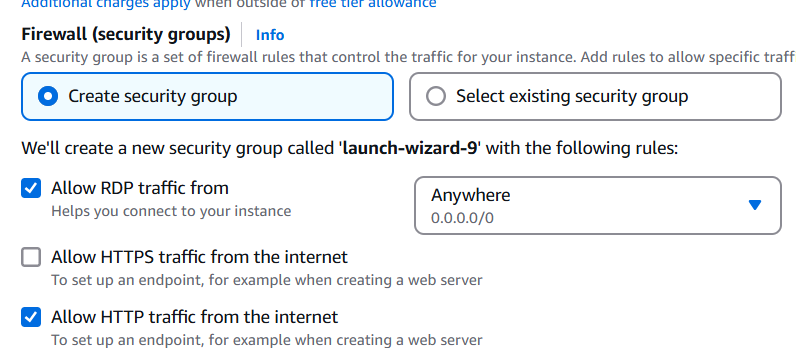 Additional charges apply when outside of free tier allowance
Firewall (security groups) Info
A security group is a set of firewall rules that control the traffic for your instance. Add rules to allow specific traff
Create security group
Select existing security group
We'll create a new security group called 'launch-wizard-9' with the following rules:
Allow RDP traffic from
Helps you connect to your instance
Anywhere
0.0.0.0/0
Allow HTTPS traffic from the internet
To set up an endpoint, for example when creating a web server
Allow HTTP traffic from the internet
To set up an endpoint, for example when creating a web server